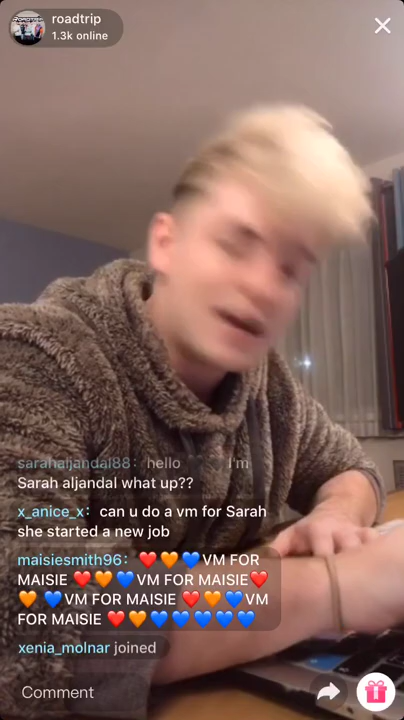 roadtrip
1.3k online
sarahaljandal88: hello I'm
Sarah aljandal what up??
x_anice_x: can u do a vm for Sarah
she started a new job
maisiesmith96: ❤️🧡💙VM FOR
MAISIE ❤️🧡💙VM FOR MAISIE❤️
🧡 💙VM FOR MAISIE ❤️🧡💙VM
FOR MAISIE ❤️🧡💙💙💙💙💙💙
xenia_molnar joined
Comment